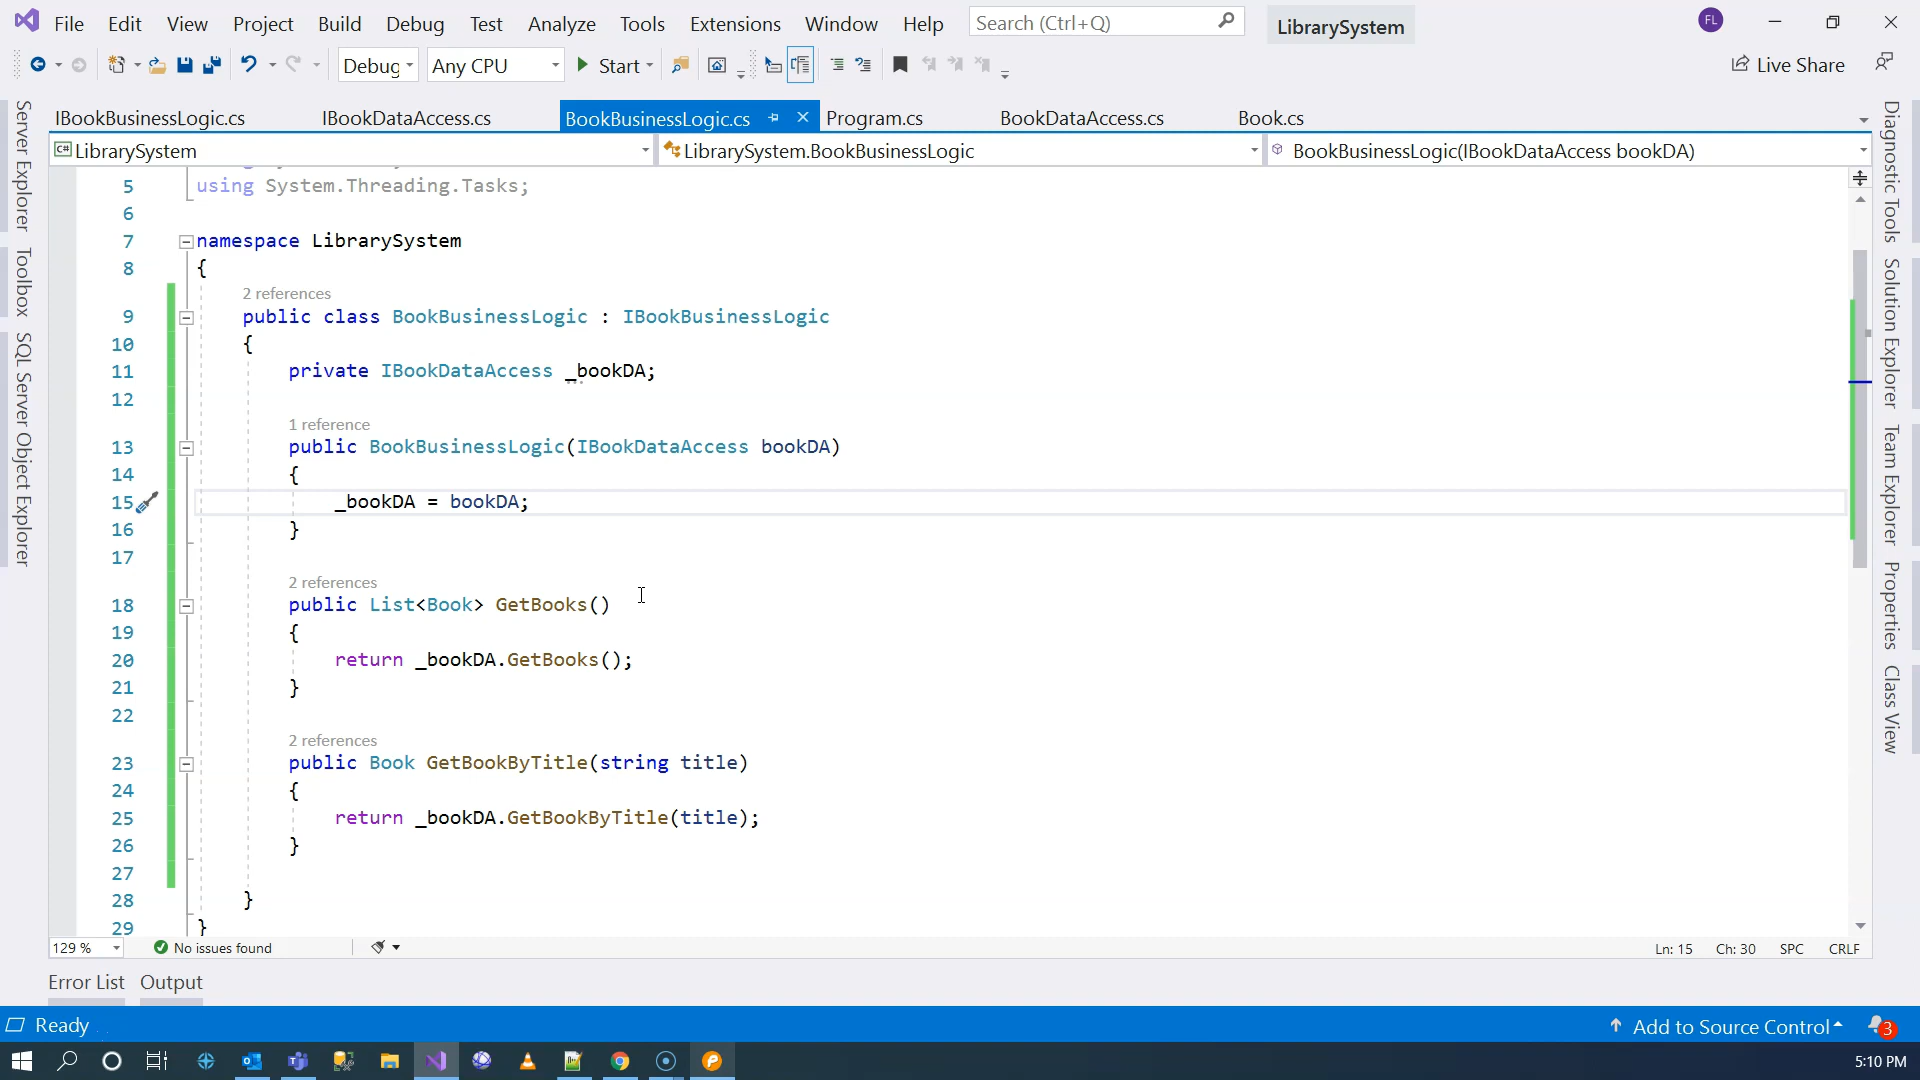 File Edit View Project Build Debug Test Analyze Tools Extensions Window Help Search (Ctrl+Q) LibrarySystem FL
Debug Any CPU Start Live Share
IBookBusinessLogic.cs IBookDataAccess.cs BookBusinessLogic.cs Program.cs BookDataAccess.cs Book.cs
C# LibrarySystem LibrarySystem.BookBusinessLogic BookBusinessLogic(IBookDataAccess bookDA)
5 using System.Threading.Tasks;
6
7 namespace LibrarySystem
8 {
2 references
9 public class BookBusinessLogic : IBookBusinessLogic
10 {
11 private IBookDataAccess _bookDA;
12
1 reference
13 public BookBusinessLogic(IBookDataAccess bookDA)
14 {
15 _bookDA = bookDA;
16 }
17
2 references
18 public List<Book> GetBooks()
19 {
20 return _bookDA.GetBooks();
21 }
22
2 references
23 public Book GetBookByTitle(string title)
24 {
25 return _bookDA.GetBookByTitle(title);
26 }
27
28 }
29 }
129 % No issues found Ln: 15 Ch: 30 SPC CRLF
Error List Output
Ready Add to Source Control 3
5:10 PM
Server Explorer
Toolbox
SQL Server Object Explorer
Diagnostic Tools
Solution Explorer
Team Explorer
Properties
Class View